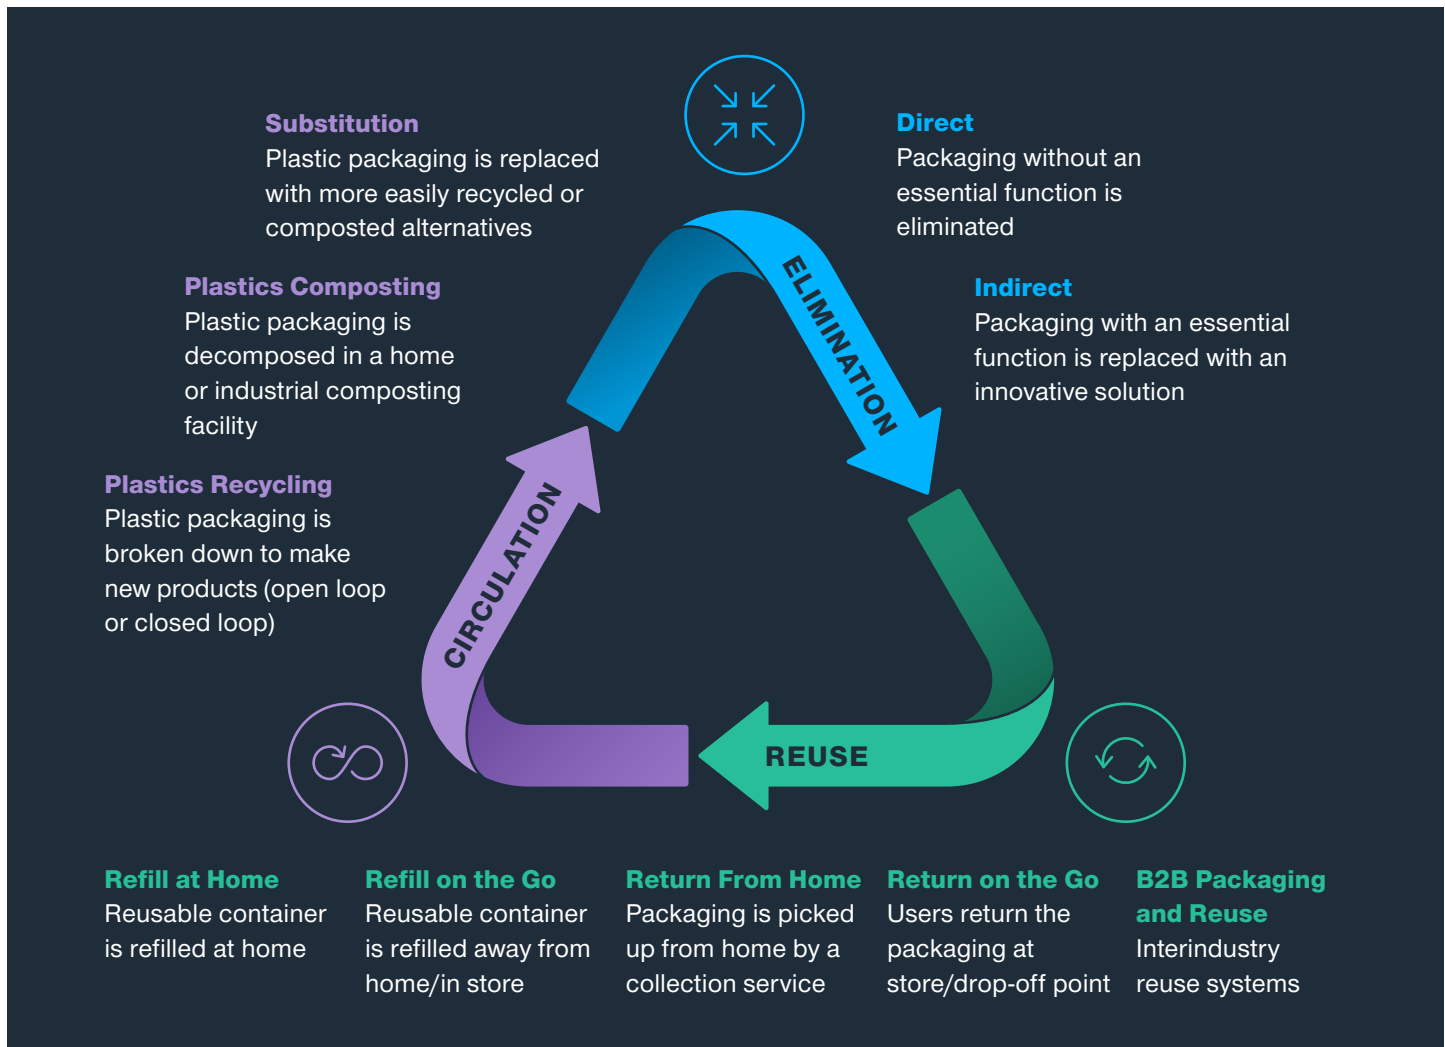 Substitution
Plastic packaging is replaced
with more easily recycled or
composted alternatives
Plastics Composting
Plastic packaging is
decomposed in a home
or industrial composting
facility
Plastics Recycling
Plastic packaging is
broken down to make
new products (open loop
or closed loop)
Direct
Packaging without an
essential function is
eliminated
Indirect
Packaging with an essential
function is replaced with an
innovative solution
ELIMINATION
CIRCULATION
REUSE
Refill at Home
Reusable container
is refilled at home
Refill on the Go
Reusable container
is refilled away from
home/in store
Return From Home
Packaging is picked
up from home by a
collection service
Return on the Go
Users return the
packaging at
store/drop-off point
B2B Packaging
and Reuse
Interindustry
reuse systems